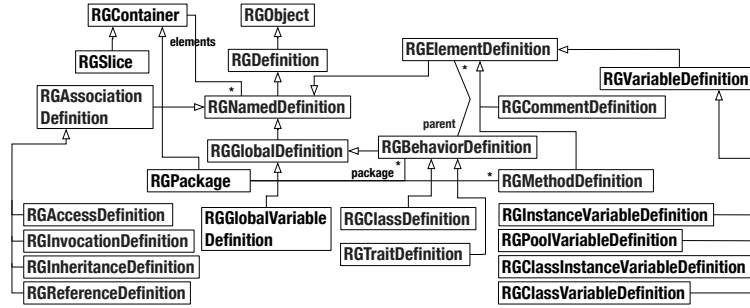 RGContainer
RGObject
elements
RGSlice
RGDefinition
RGElementDefinition
RGVariableDefinition
RGAssociation
Definition
*
RGNamedDefinition
*
RGCommentDefinition
parent
RGGlobalDefinition
RGBehaviorDefinition
RGPackage
package
*
*
RGMethodDefinition
RGAccessDefinition
RGInvocationDefinition
RGInheritanceDefinition
RGReferenceDefinition
RGGlobalVariable
Definition
RGClassDefinition
RGTraitDefinition
RGInstanceVariableDefinition
RGPoolVariableDefinition
RGClassInstanceVariableDefinition
RGClassVariableDefinition